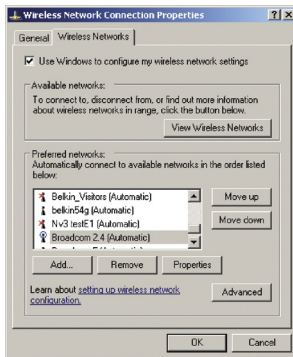 Wireless Network Connection Properties
General
Wireless Networks
Use Windows to configure my wireless network settings
Available networks:
To connect to, disconnect from, or find out more information
about wireless networks in range, click the button below.
View Wireless Networks
Preferred networks:
Automatically connect to available networks in the order listed
below:
Belkin_Visitors (Automatic)
belkin54g (Automatic)
Nv3 testE1 (Automatic)
Broadcom 2.4 (Automatic)
Move up
Move down
Add...
Remove
Properties
Learn about setting up wireless network
configuration.
Advanced
OK
Cancel